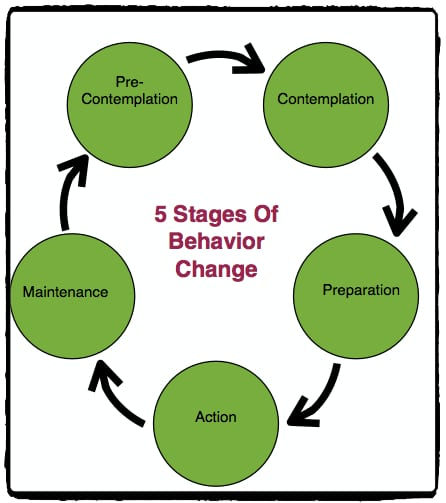 Pre-
Contemplation
Contemplation
5 Stages Of
Behavior
Change
Preparation
Maintenance
Action